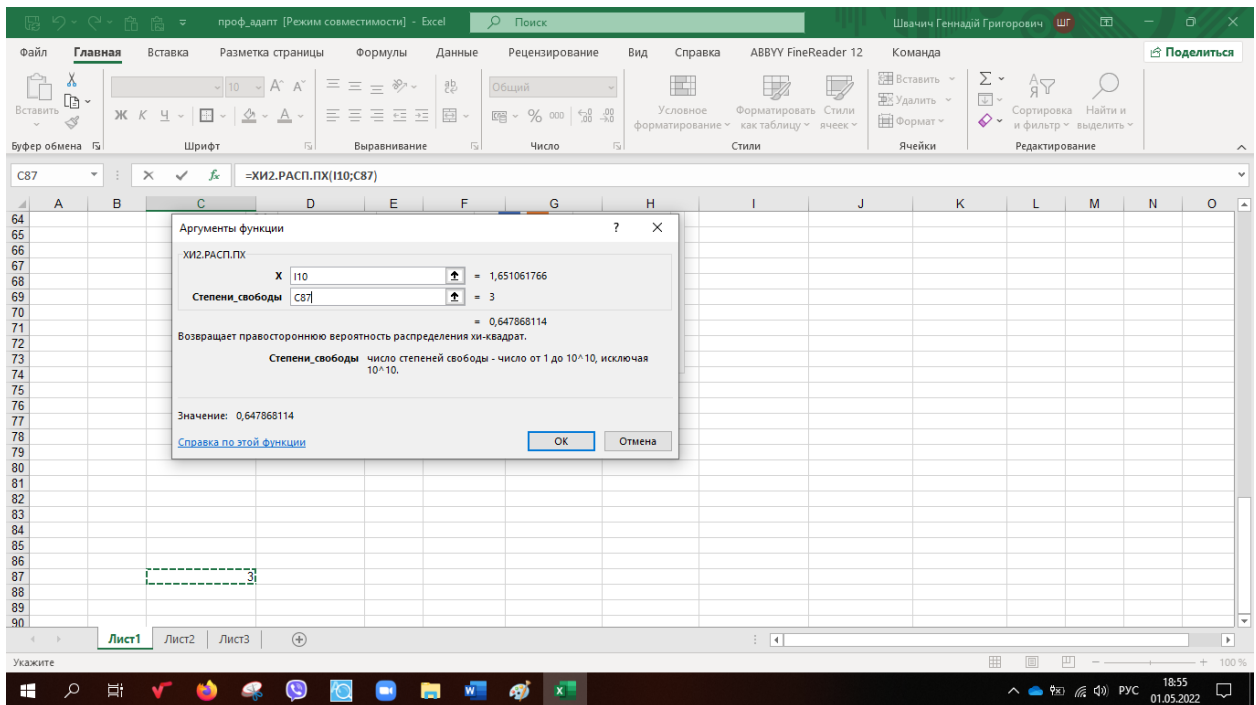 проф_адапт [Режим совместимости] - Excel
Поиск
Швачич Геннадій Григорович ШГ
Файл Главная Вставка Разметка страницы Формулы Данные Рецензирование Вид Справка ABBYY FineReader 12 Команда Поделиться
Вставить
Буфер обмена
10 A^ A˅
Ж К Ч A
Шрифт
ab
Выравнивание
Общий
% 000
Число
Условное форматирование
Форматировать как таблицу
Стили ячеек
Стили
Вставить
Удалить
Формат
Ячейки
Σ
Сортировка и фильтр
Найти и выделить
Редактирование
C87 fx =ХИ2.РАСП.ПХ(I10;C87)
A B C D E F G H I J K L M N O
64
65
66
67
68
69
70
71
72
73
74
75
76
77
78
79
80
81
82
83
84
85
86
87 3
88
89
90
Аргументы функции ? ×
ХИ2.РАСП.ПХ
X I10 = 1,651061766
Степени_свободы C87 = 3
= 0,647868114
Возвращает правостороннюю вероятность распределения хи-квадрат.
Степени_свободы число степеней свободы - число от 1 до 10^10, исключая
10^10.
Значение: 0,647868114
Справка по этой функции ОК Отмена
Лист1 Лист2 Лист3
Укажите 100 %
РУС 18:55
01.05.2022